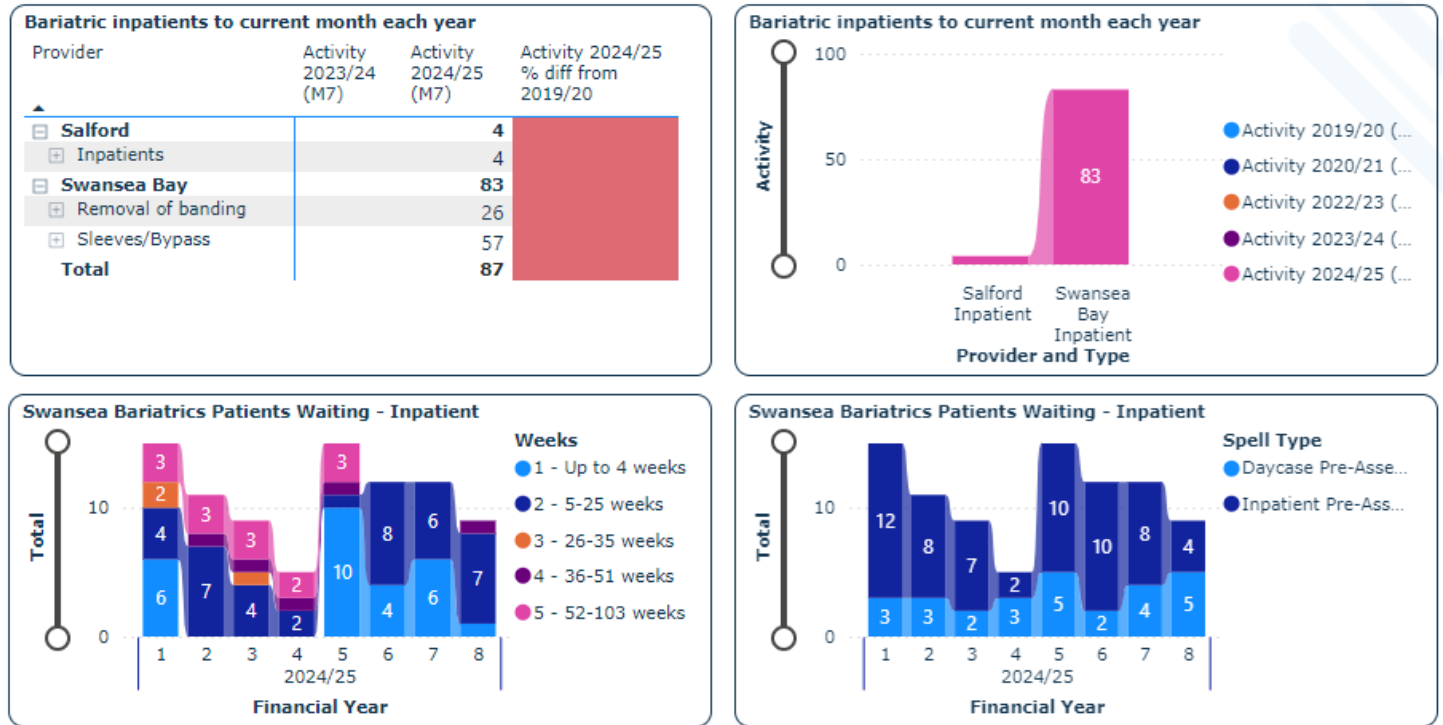 Bariatric inpatients to current month each year
Provider
Activity 2023/24 (M7)
Activity 2024/25 (M7)
Activity 2024/25 % diff from 2019/20
Salford 4
Inpatients 4
Swansea Bay 83
Removal of banding 26
Sleeves/Bypass 57
Total 87
Bariatric inpatients to current month each year
Activity
100
50
0
83
Salford Inpatient
Swansea Bay Inpatient
Provider and Type
Activity 2019/20 (...
Activity 2020/21 (...
Activity 2022/23 (...
Activity 2023/24 (...
Activity 2024/25 (...
Swansea Bariatrics Patients Waiting - Inpatient
Total
10
0
3 3 3 2 3
2
4 7 4 2 8 6 7
6 10 4 6
1 2 3 4 5 6 7 8
2024/25
Financial Year
Weeks
1 - Up to 4 weeks
2 - 5-25 weeks
3 - 26-35 weeks
4 - 36-51 weeks
5 - 52-103 weeks
Swansea Bariatrics Patients Waiting - Inpatient
Total
10
0
12 8 7 2 10 10 8 4
3 3 2 3 5 2 4 5
1 2 3 4 5 6 7 8
2024/25
Financial Year
Spell Type
Daycase Pre-Asse...
Inpatient Pre-Ass...